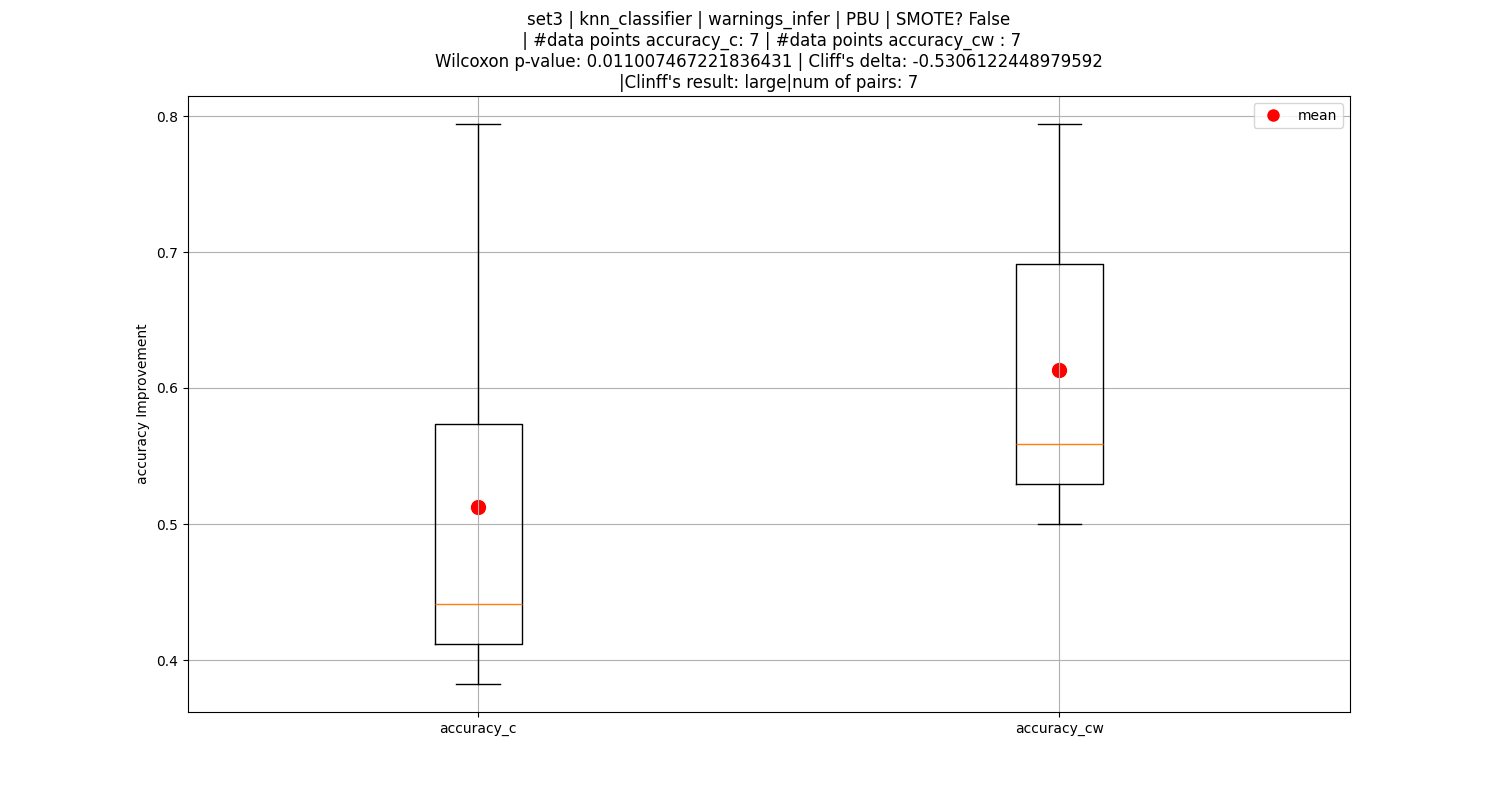 set3 | knn_classifier | warnings_infer | PBU | SMOTE? False
| #data points accuracy_c: 7 | #data points accuracy_cw : 7
Wilcoxon p-value: 0.011007467221836431 | Cliff's delta: -0.5306122448979592
|Clinff's result: large|num of pairs: 7
mean
0.8
0.7
0.6
0.5
0.4
accuracy Improvement
accuracy_c
accuracy_cw